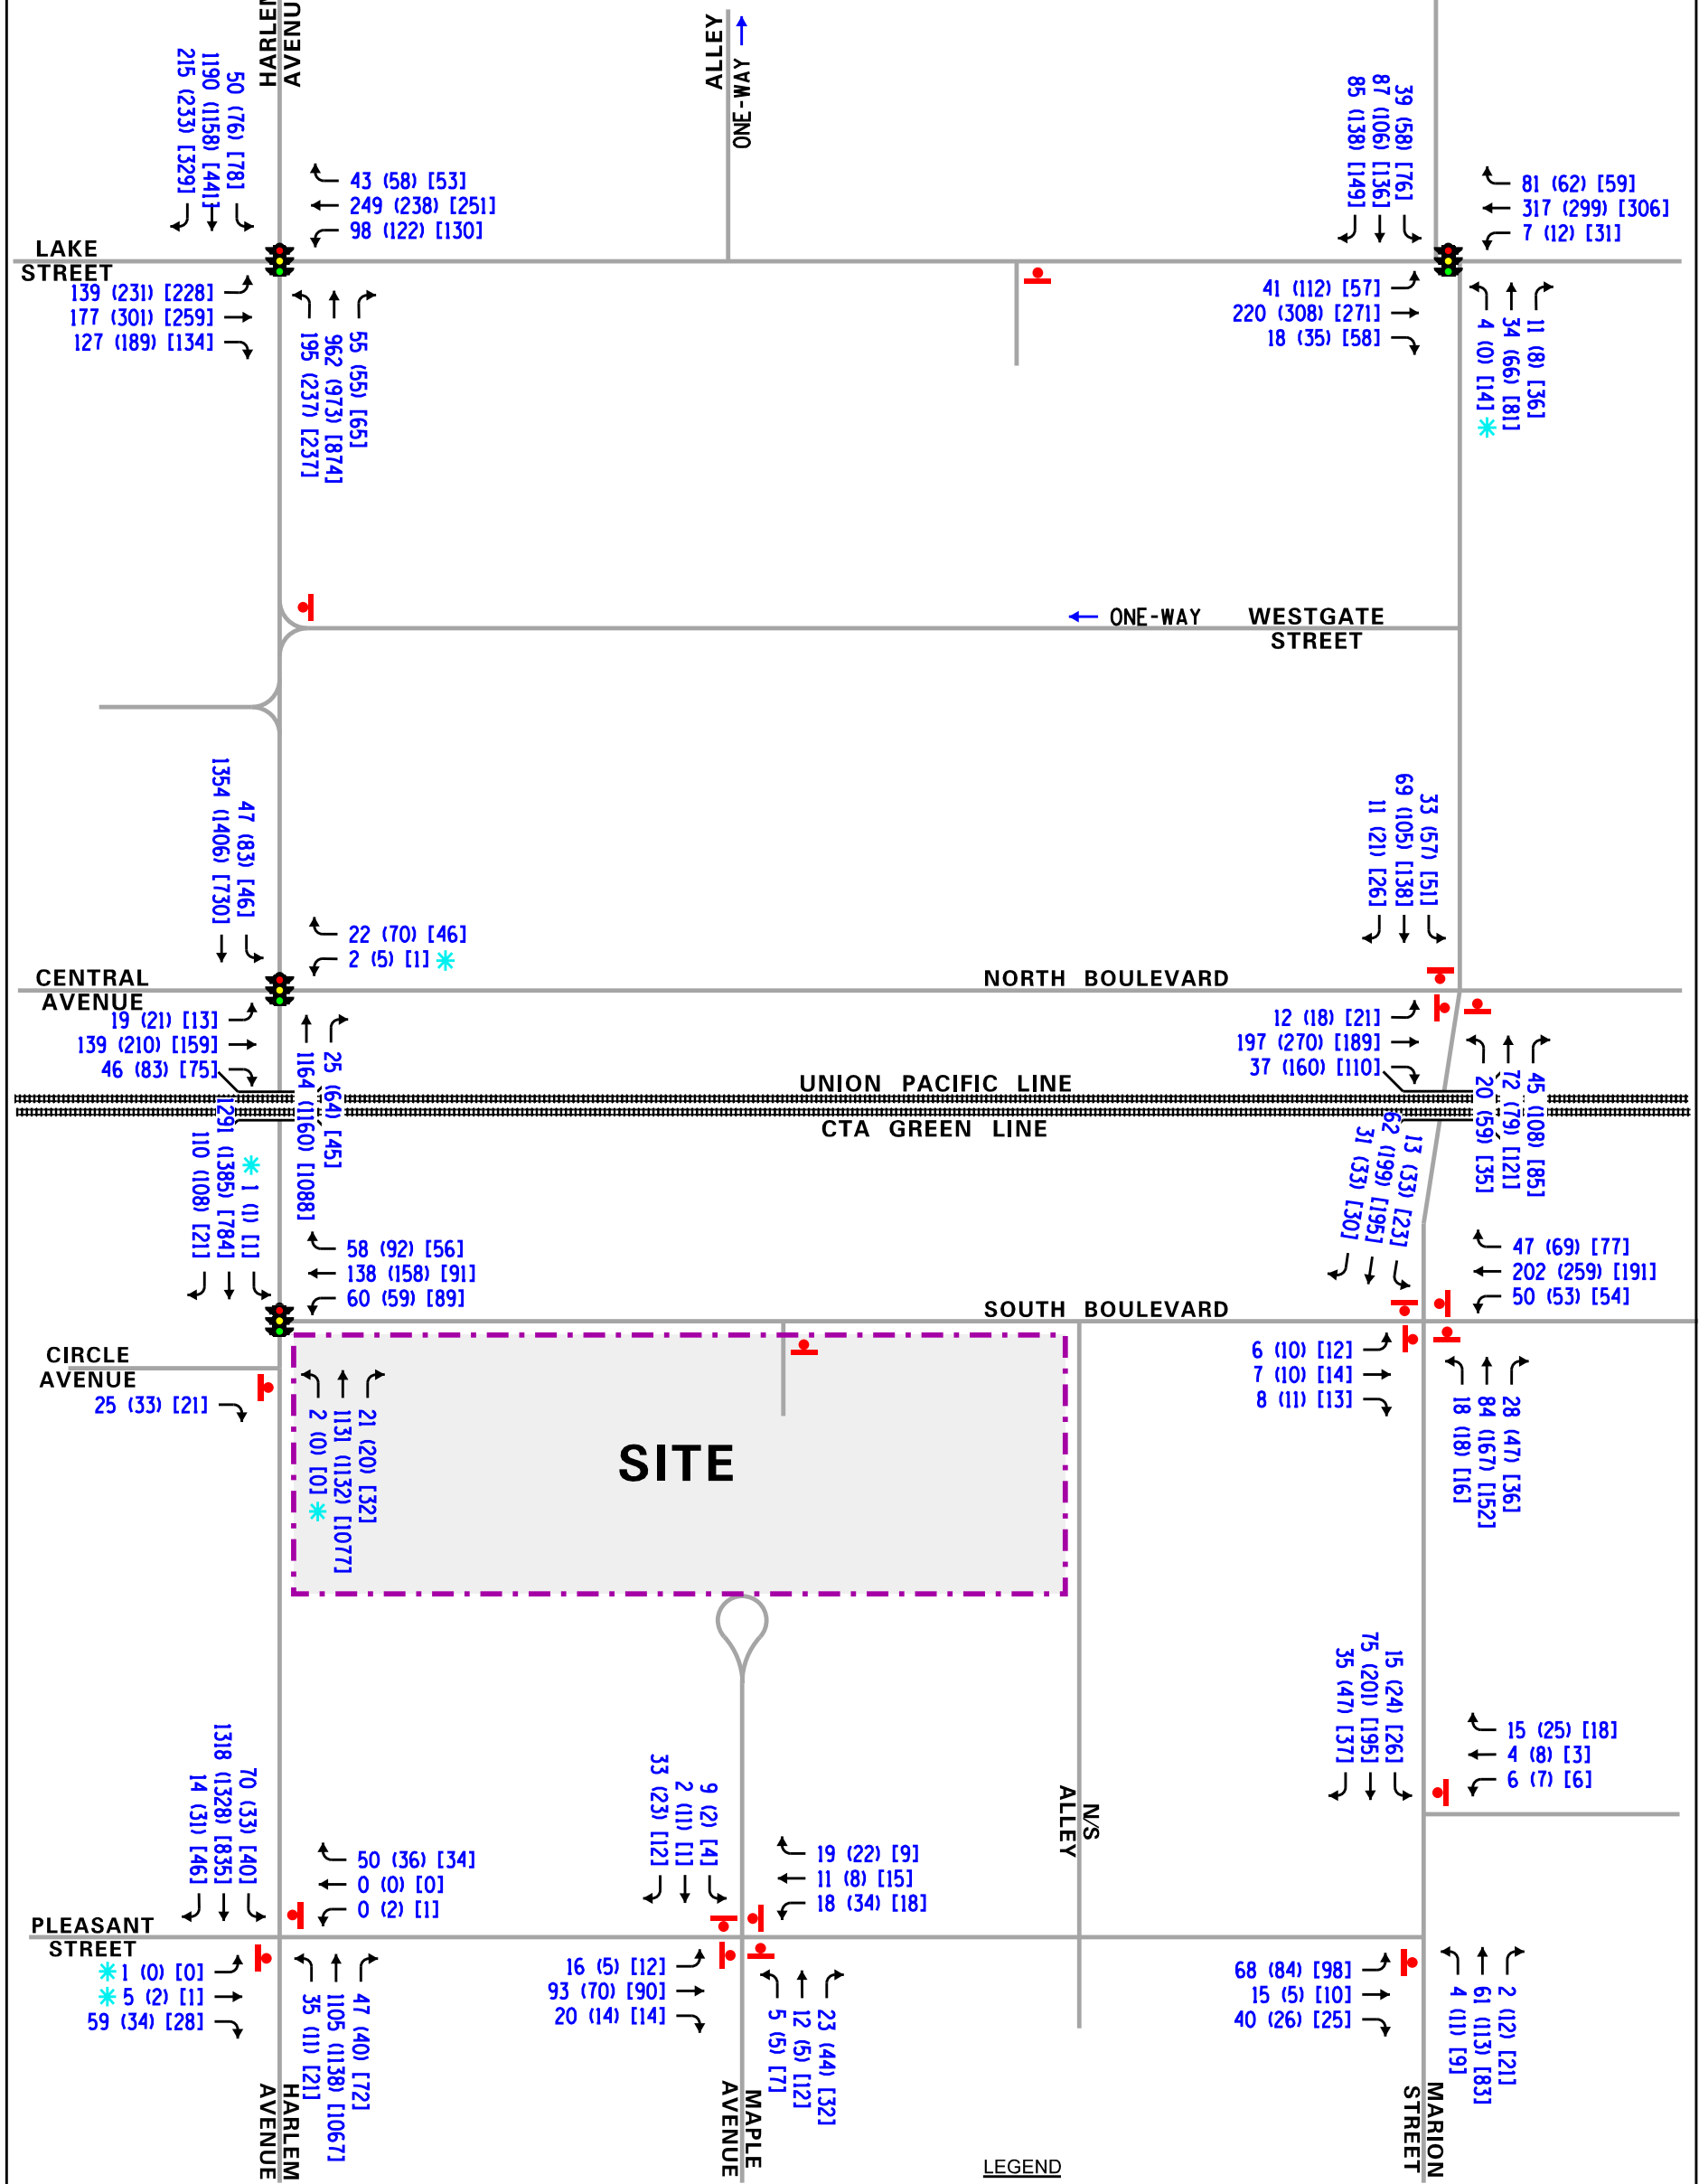 HARLEM
AVENUE
ALLEY
ONE-WAY
50 (76) [78]
1190 (1158) [441]
215 (233) [329]
43 (58) [53]
249 (238) [251]
98 (122) [130]
39 (58) [76]
87 (106) [136]
85 (138) [149]
81 (62) [59]
317 (299) [306]
7 (12) [31]
LAKE
STREET
139 (231) [228]
177 (301) [259]
127 (189) [134]
55 (55) [65]
962 (973) [874]
195 (237) [237]
41 (112) [57]
220 (308) [271]
18 (35) [58]
11 (8) [36]
34 (66) [81]
4 (0) [14] *
ONE-WAY WESTGATE
STREET
47 (83) [46]
1354 (1406) [730]
22 (70) [46]
2 (5) [1] *
33 (57) [51]
69 (105) [138]
11 (21) [26]
CENTRAL
AVENUE
NORTH BOULEVARD
19 (21) [13]
139 (210) [159]
46 (83) [75]
25 (64) [45]
1164 (1160) [1088]
12 (18) [21]
197 (270) [189]
37 (160) [110]
45 (108) [85]
72 (79) [121]
20 (59) [35]
UNION PACIFIC LINE
CTA GREEN LINE
* 1 (1) [1]
1291 (1385) [784]
110 (108) [21]
58 (92) [56]
138 (158) [91]
60 (59) [89]
13 (33) [23]
62 (199) [195]
31 (33) [30]
47 (69) [77]
202 (259) [191]
50 (53) [54]
SOUTH BOULEVARD
CIRCLE
AVENUE
25 (33) [21]
21 (20) [32]
1131 (1132) [1077]
2 (0) [0] *
SITE
6 (10) [12]
7 (10) [14]
8 (11) [13]
28 (47) [36]
84 (167) [152]
18 (18) [16]
70 (33) [40]
1318 (1328) [835]
14 (31) [46]
50 (36) [34]
0 (0) [0]
0 (2) [1]
9 (2) [4]
2 (11) [1]
33 (23) [12]
19 (22) [9]
11 (8) [15]
18 (34) [18]
N/S
ALLEY
15 (24) [26]
75 (201) [195]
35 (47) [37]
15 (25) [18]
4 (8) [3]
6 (7) [6]
PLEASANT
STREET
* 1 (0) [0]
* 5 (2) [1]
59 (34) [28]
47 (40) [72]
1105 (1138) [1067]
35 (11) [21]
16 (5) [12]
93 (70) [90]
20 (14) [14]
23 (44) [32]
12 (5) [12]
5 (5) [7]
68 (84) [98]
15 (5) [10]
40 (26) [25]
2 (12) [21]
61 (113) [83]
4 (11) [9]
HARLEM
AVENUE
MAPLE
AVENUE
MARION
STREET
LEGEND